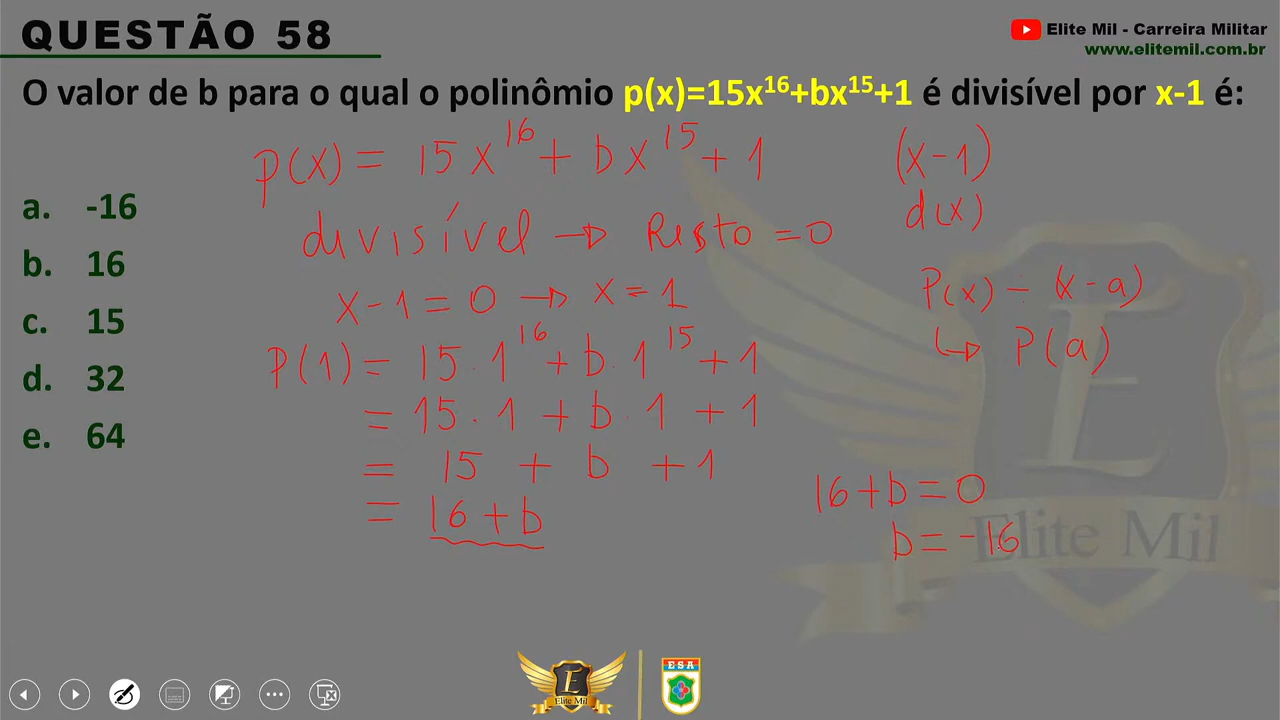 QUESTÃO 58
Elite Mil - Carreira Militar
www.elitemil.com.br
O valor de b para o qual o polinômio p(x)=15x¹⁶+bx¹⁵+1 é divisível por x-1 é:
P(x) = 15x¹⁶ + bx¹⁵ + 1
(x-1)
d(x)
a. -16
b. 16
c. 15
d. 32
e. 64
divisível → Resto = 0
x-1 = 0 → x = 1
P(x) ÷ (x-a)
↳ P(a)
P(1) = 15.1¹⁶ + b.1¹⁵ + 1
= 15.1 + b.1 + 1
= 15 + b + 1
= 16 + b
16+b = 0
b = -16
Elite Mil
Elite Mil
ESA